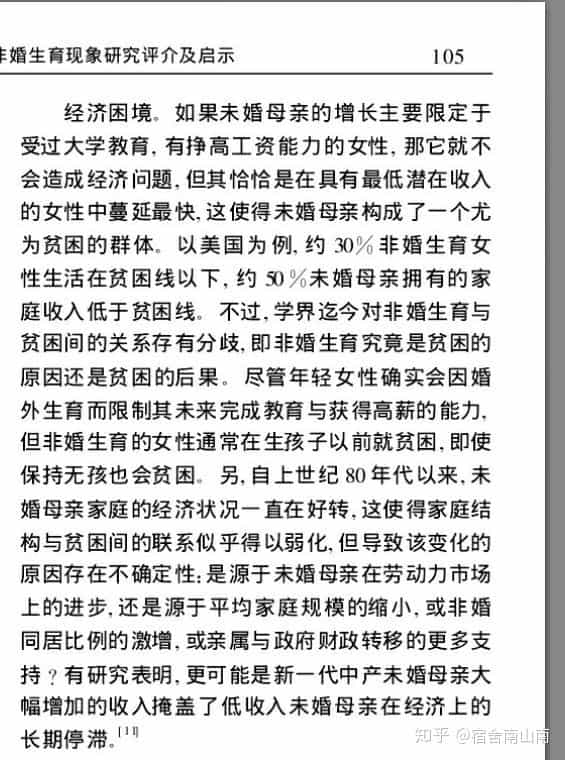 非婚生育现象研究评介及启示 105
经济困境。如果未婚母亲的增长主要限定于
受过大学教育,有挣高工资能力的女性,那它就不
会造成经济问题,但其恰恰是在具有最低潜在收入
的女性中蔓延最快,这使得未婚母亲构成了一个尤
为贫困的群体。以美国为例,约 30%非婚生育女
性生活在贫困线以下,约 50%未婚母亲拥有的家
庭收入低于贫困线。不过,学界迄今对非婚生育与
贫困间的关系存有分歧,即非婚生育究竟是贫困的
原因还是贫困的后果。尽管年轻女性确实会因婚
外生育而限制其未来完成教育与获得高薪的能力,
但非婚生育的女性通常在生孩子以前就贫困,即使
保持无孩也会贫困。另,自上世纪 80 年代以来,未
婚母亲家庭的经济状况一直在好转,这使得家庭结
构与贫困间的联系似乎得以弱化,但导致该变化的
原因存在不确定性:是源于未婚母亲在劳动力市场
上的进步,还是源于平均家庭规模的缩小,或非婚
同居比例的激增,或亲属与政府财政转移的更多支
持?有研究表明,更可能是新一代中产未婚母亲大
幅增加的收入掩盖了低收入未婚母亲在经济上的
长期停滞。[11]
知乎 @宿舍南山南